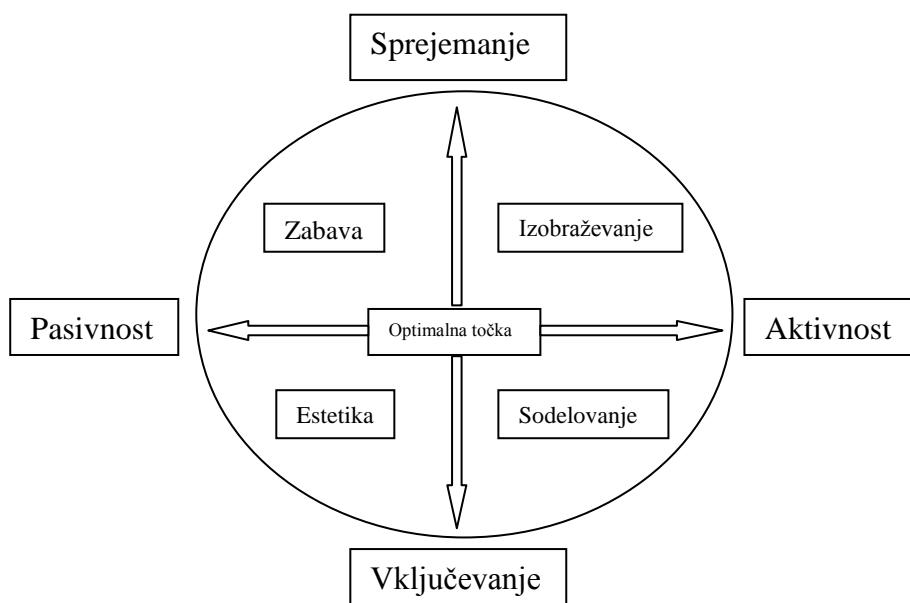 Sprejemanje
Zabava
Izobraževanje
Pasivnost
Optimalna točka
Aktivnost
Estetika
Sodelovanje
Vključevanje